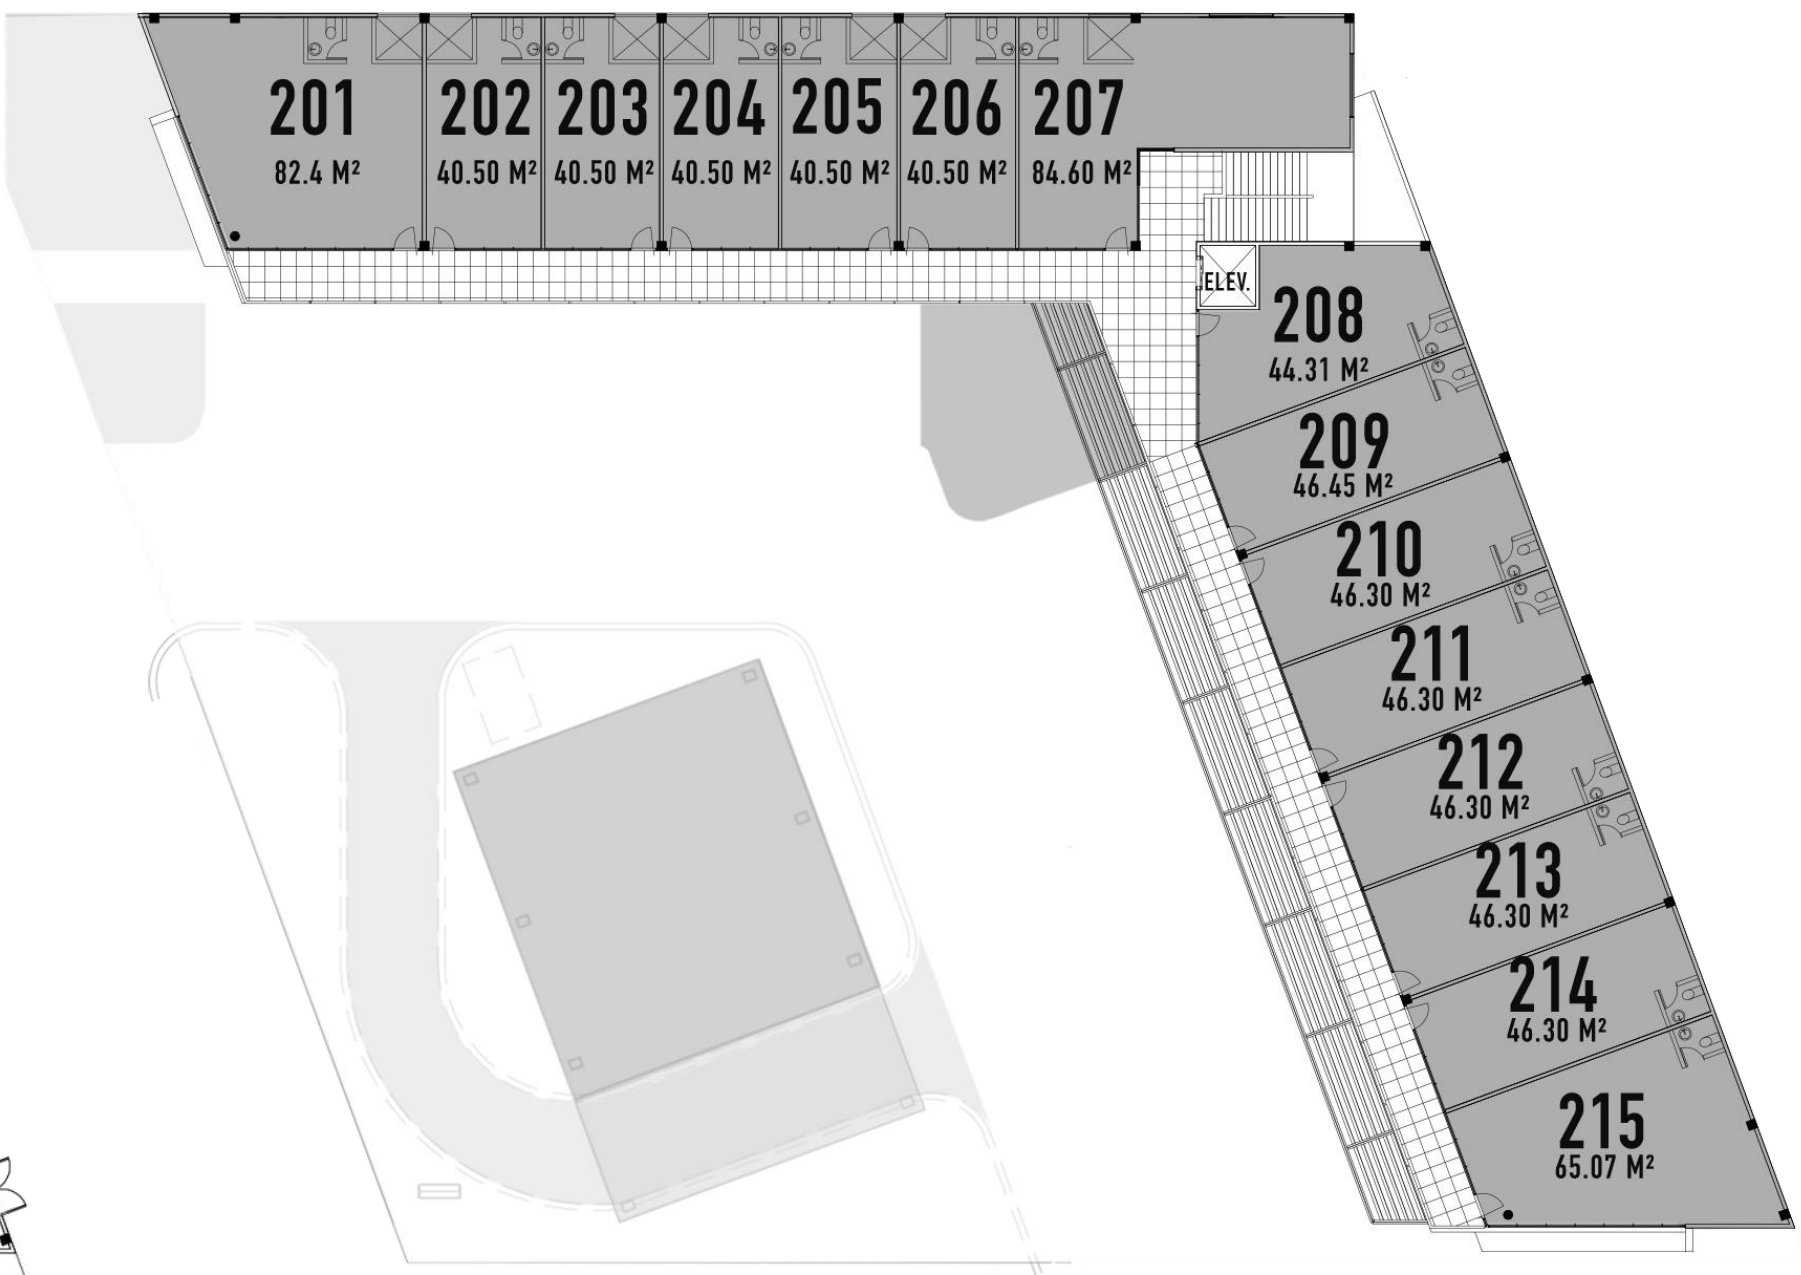 201
82.4 M²
202
40.50 M²
203
40.50 M²
204
40.50 M²
205
40.50 M²
206
40.50 M²
207
84.60 M²
ELEV.
208
44.31 M²
209
46.45 M²
210
46.30 M²
211
46.30 M²
212
46.30 M²
213
46.30 M²
214
46.30 M²
215
65.07 M²